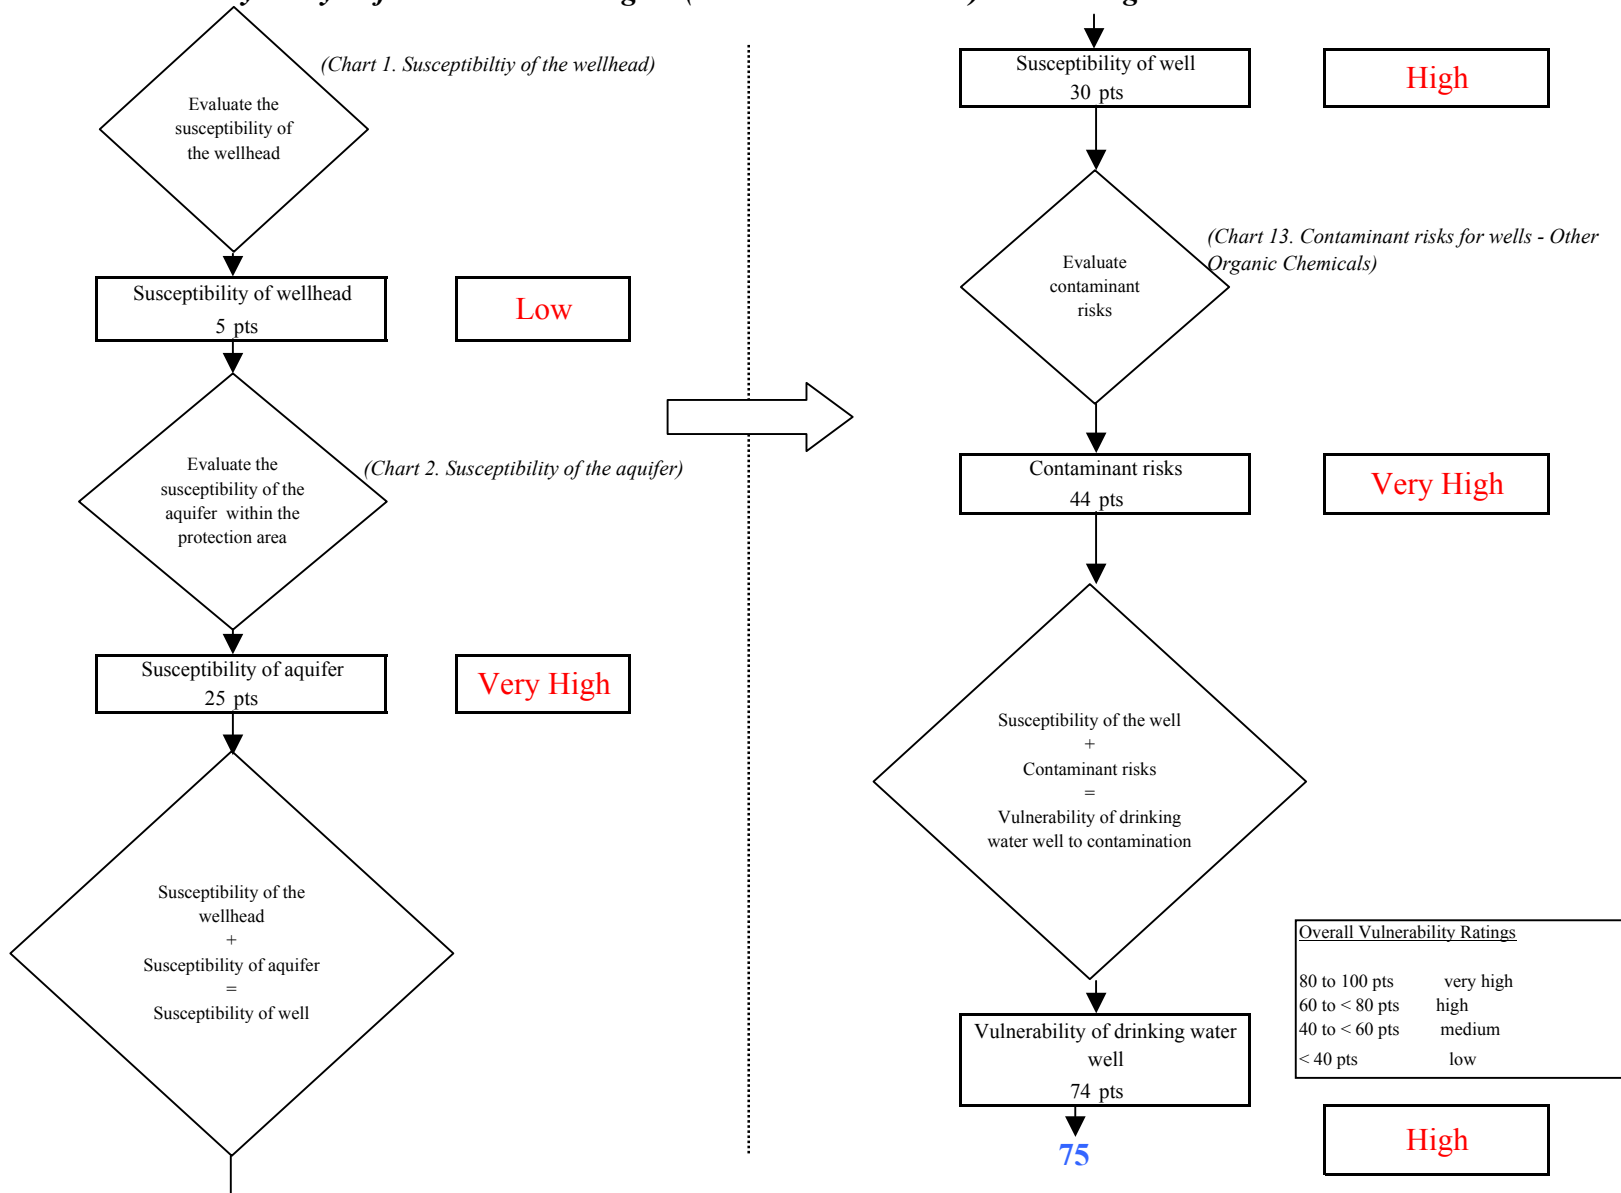 (Chart 1. Susceptibiltiy of the wellhead)
Evaluate the
susceptibility of
the wellhead
Susceptibility of wellhead
5 pts
Low
Evaluate the
susceptibility of the
aquifer within the
protection area
(Chart 2. Susceptibility of the aquifer)
Susceptibility of aquifer
25 pts
Very High
Susceptibility of the
wellhead
+
Susceptibility of aquifer
=
Susceptibility of well
Susceptibility of well
30 pts
High
(Chart 13. Contaminant risks for wells - Other
Organic Chemicals)
Evaluate
contaminant
risks
Contaminant risks
44 pts
Very High
Susceptibility of the well
+
Contaminant risks
=
Vulnerability of drinking
water well to contamination
Overall Vulnerability Ratings
80 to 100 pts very high
60 to < 80 pts high
40 to < 60 pts medium
< 40 pts low
Vulnerability of drinking water
well
74 pts
75
High